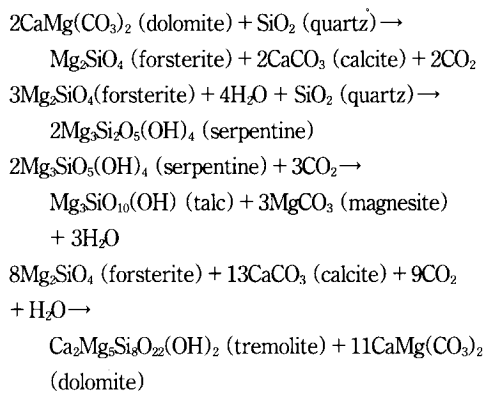 2CaMg(CO₃)₂ (dolomite) + SiO₂ (quartz) →
Mg₂SiO₄ (forsterite) + 2CaCO₃ (calcite) + 2CO₂
3Mg₂SiO₄(forsterite) + 4H₂O + SiO₂ (quartz) →
2Mg₃Si₂O₅(OH)₄ (serpentine)
2Mg₃SiO₅(OH)₄ (serpentine) + 3CO₂ →
Mg₃SiO₁₀(OH) (talc) + 3MgCO₃ (magnesite)
+ 3H₂O
8Mg₂SiO₄ (forsterite) + 13CaCO₃ (calcite) + 9CO₂
+ H₂O →
Ca₂Mg₅Si₈O₂₂(OH)₂ (tremolite) + 11CaMg(CO₃)₂
(dolomite)